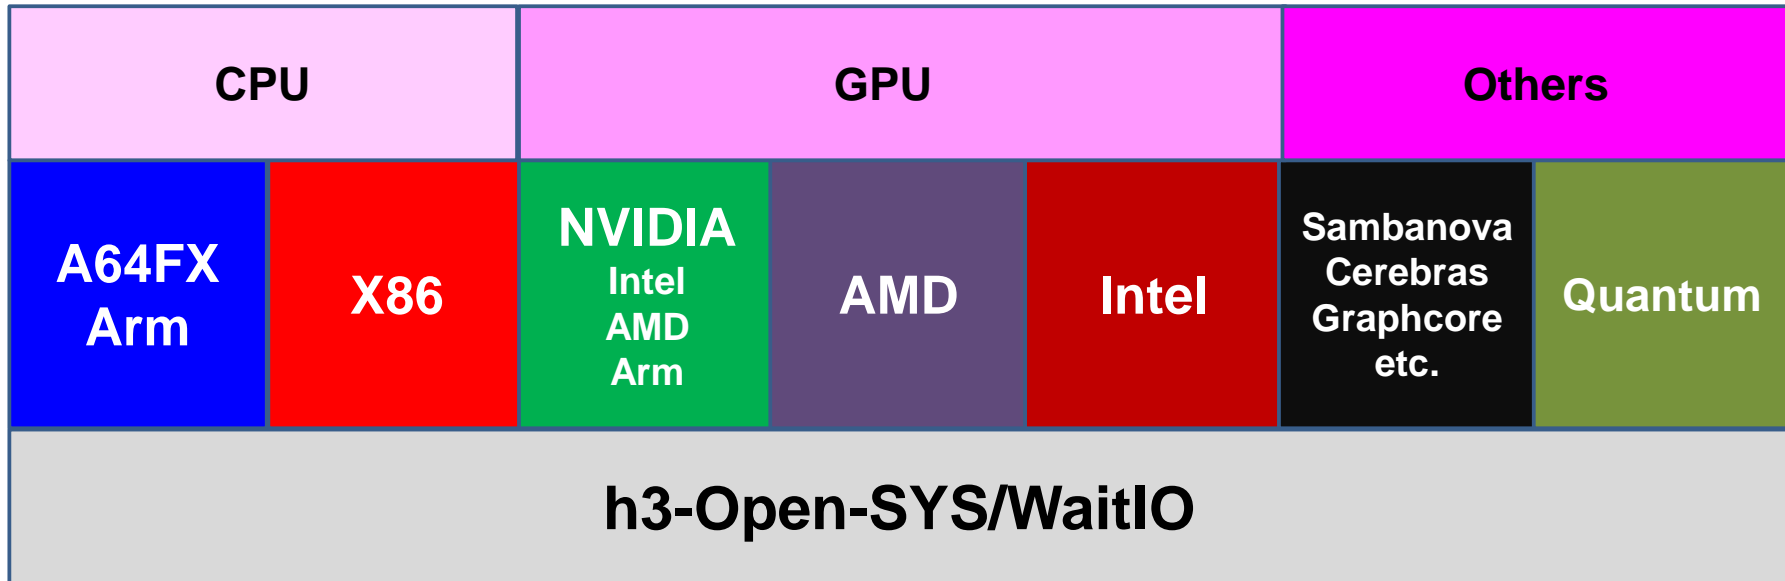 CPU
GPU
Others
A64FX
Arm
X86
NVIDIA
Intel
AMD
Arm
AMD
Intel
Sambanova
Cerebras
Graphcore
etc.
Quantum
h3-Open-SYS/WaitIO